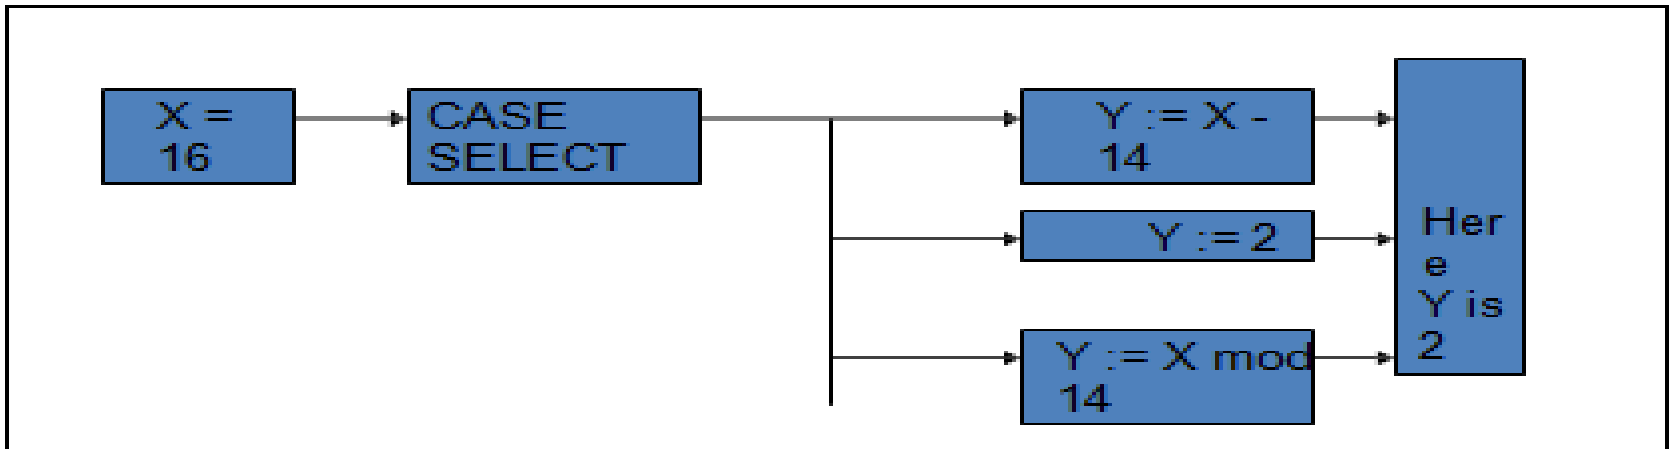 X =
16
CASE
SELECT
Y := X -
14
Y := 2
Y := X mod
14
Her
e
Y is
2